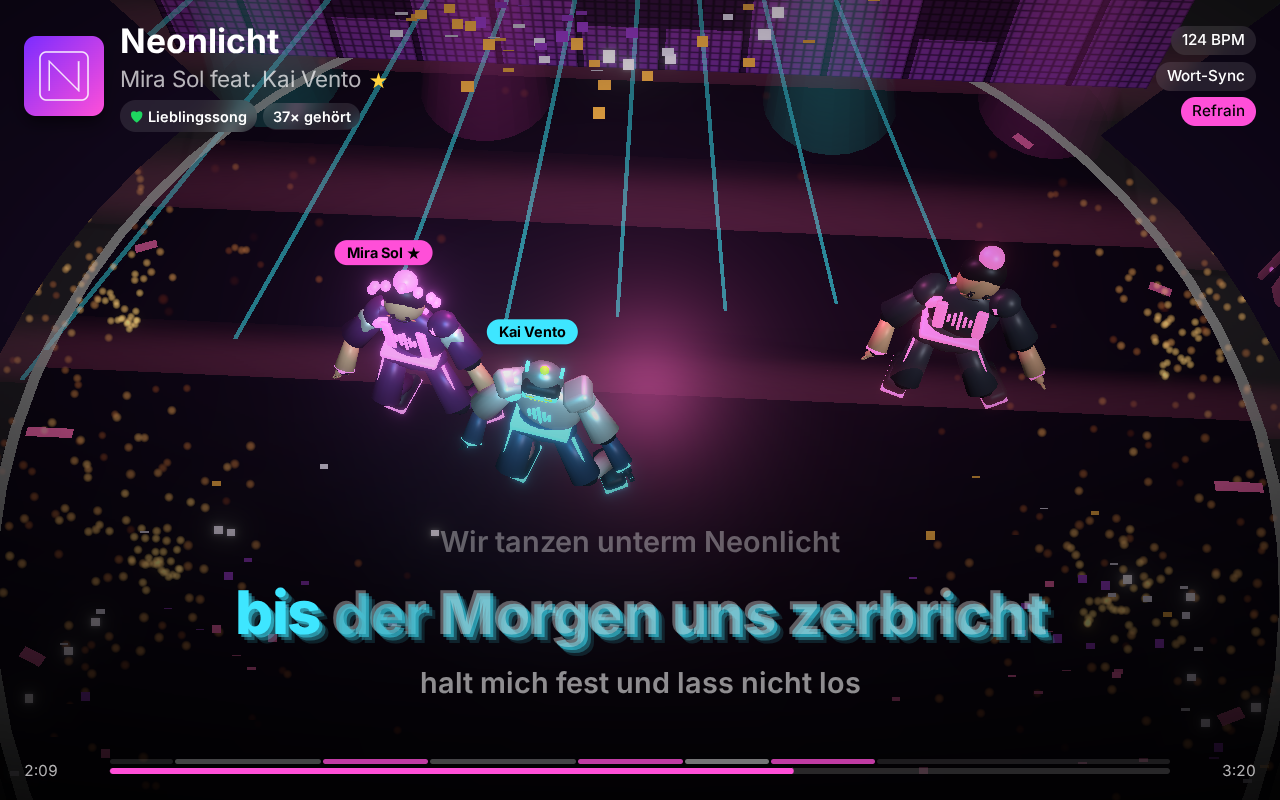 N
Neonlicht
Mira Sol feat. Kai Vento ★
Lieblingssong
37× gehört
124 BPM
Wort-Sync
Refrain
Mira Sol ★
Kai Vento
Wir tanzen unterm Neonlicht
bis der Morgen uns zerbricht
halt mich fest und lass nicht los
2:09
3:20